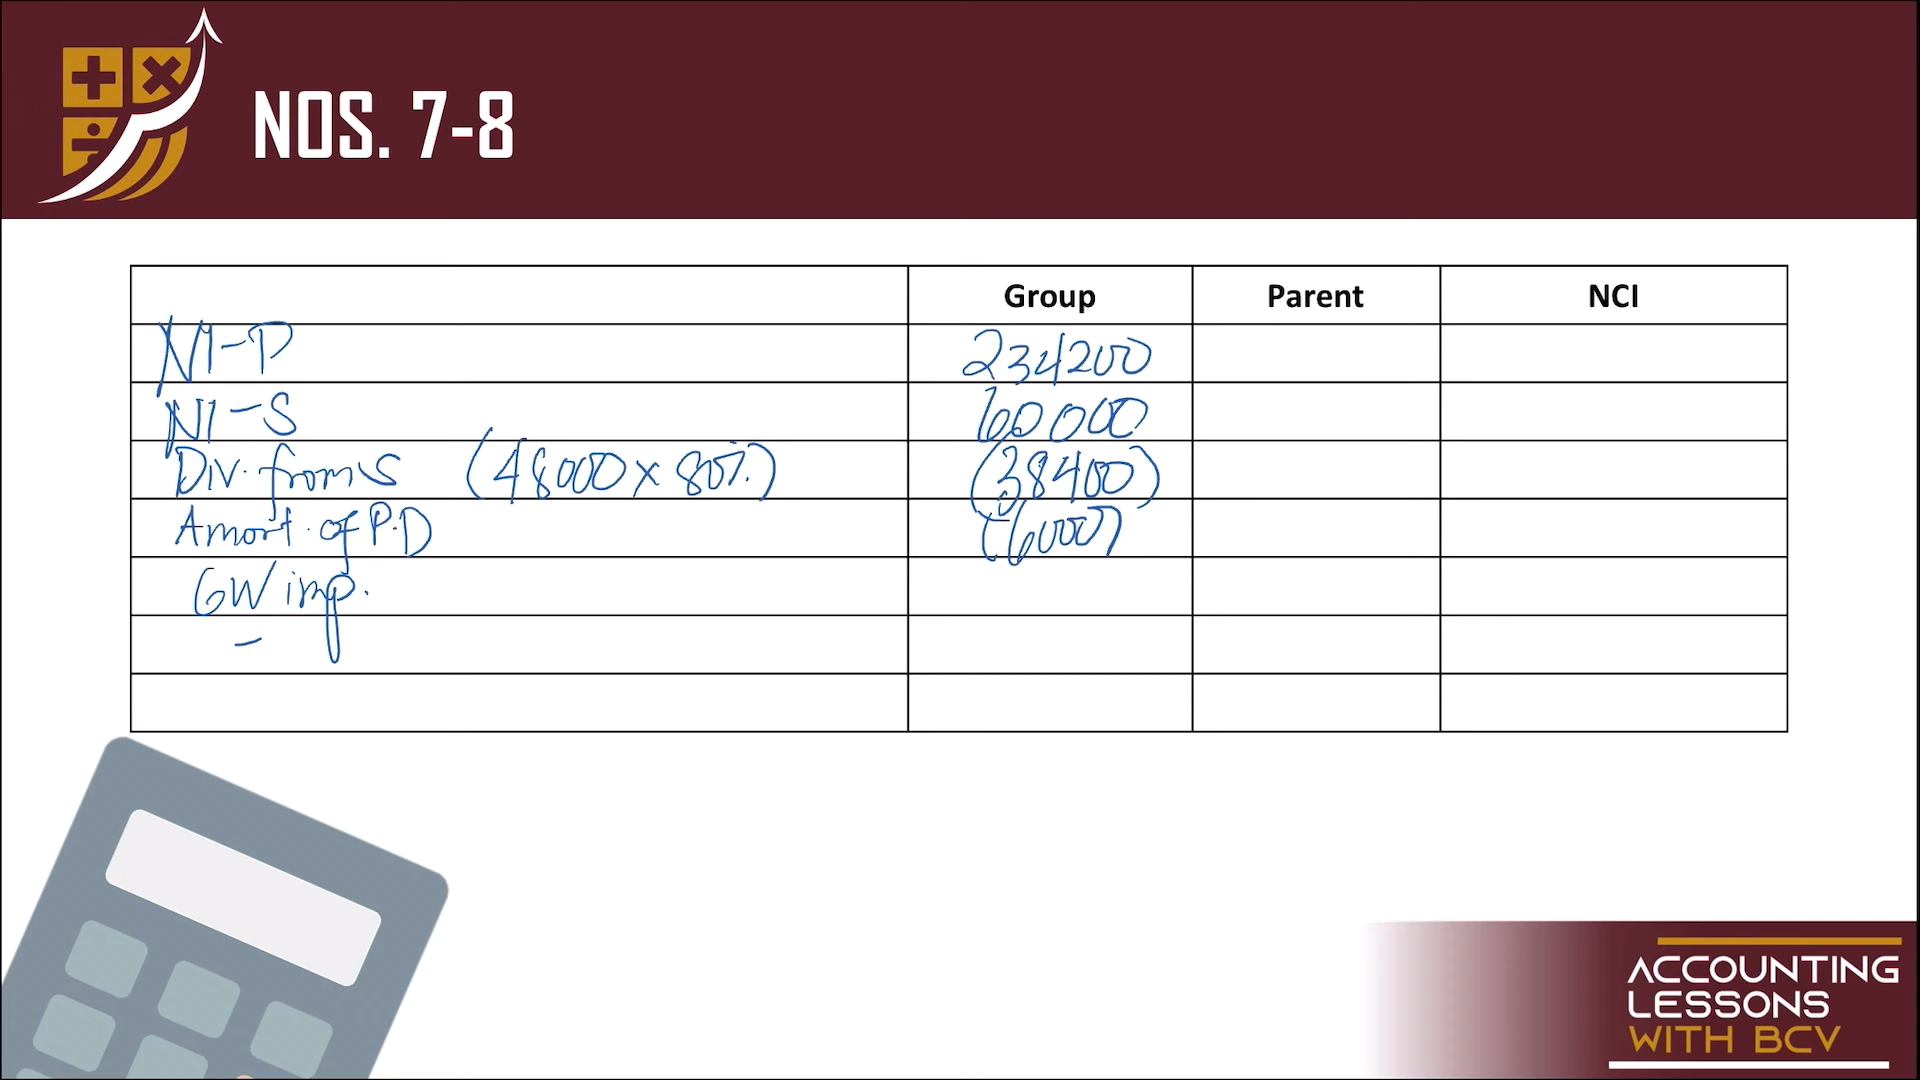 NOS. 7-8
Group Parent NCI
NI-P 234200
NI-S 60000
Div. from S (48000 x 80%) (38400)
Amort. of P.D (6000)
GW imp.
-
ACCOUNTING
LESSONS
WITH BCV